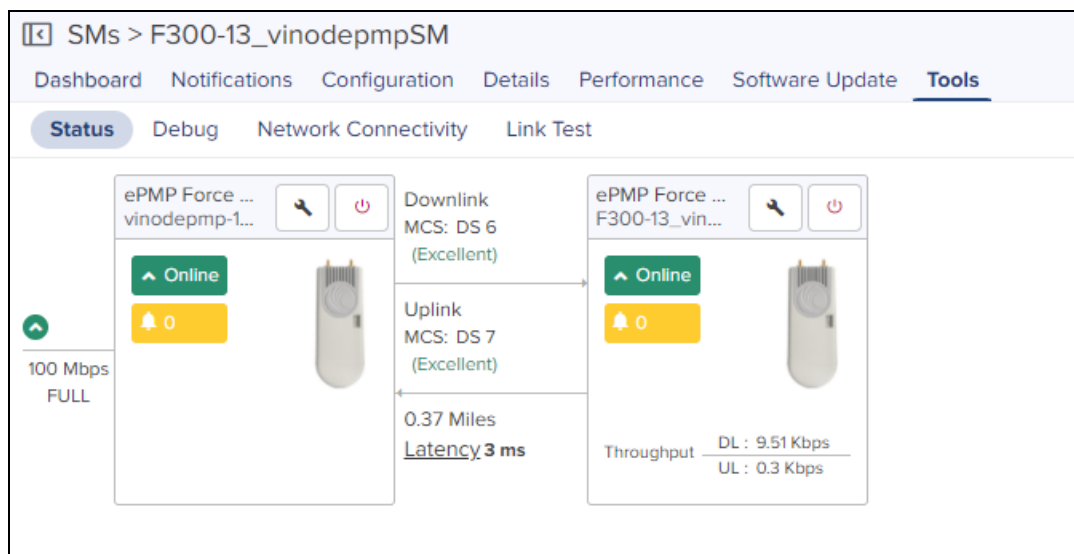 SMs > F300-13_vinodepmpSM
Dashboard Notifications Configuration Details Performance Software Update Tools
Status Debug Network Connectivity Link Test
100 Mbps
FULL
ePMP Force ...
vinodepmp-1...
Online
0
Downlink
MCS: DS 6
(Excellent)
Uplink
MCS: DS 7
(Excellent)
0.37 Miles
Latency 3 ms
ePMP Force ...
F300-13_vin...
Online
0
Throughput
DL : 9.51 Kbps
UL : 0.3 Kbps